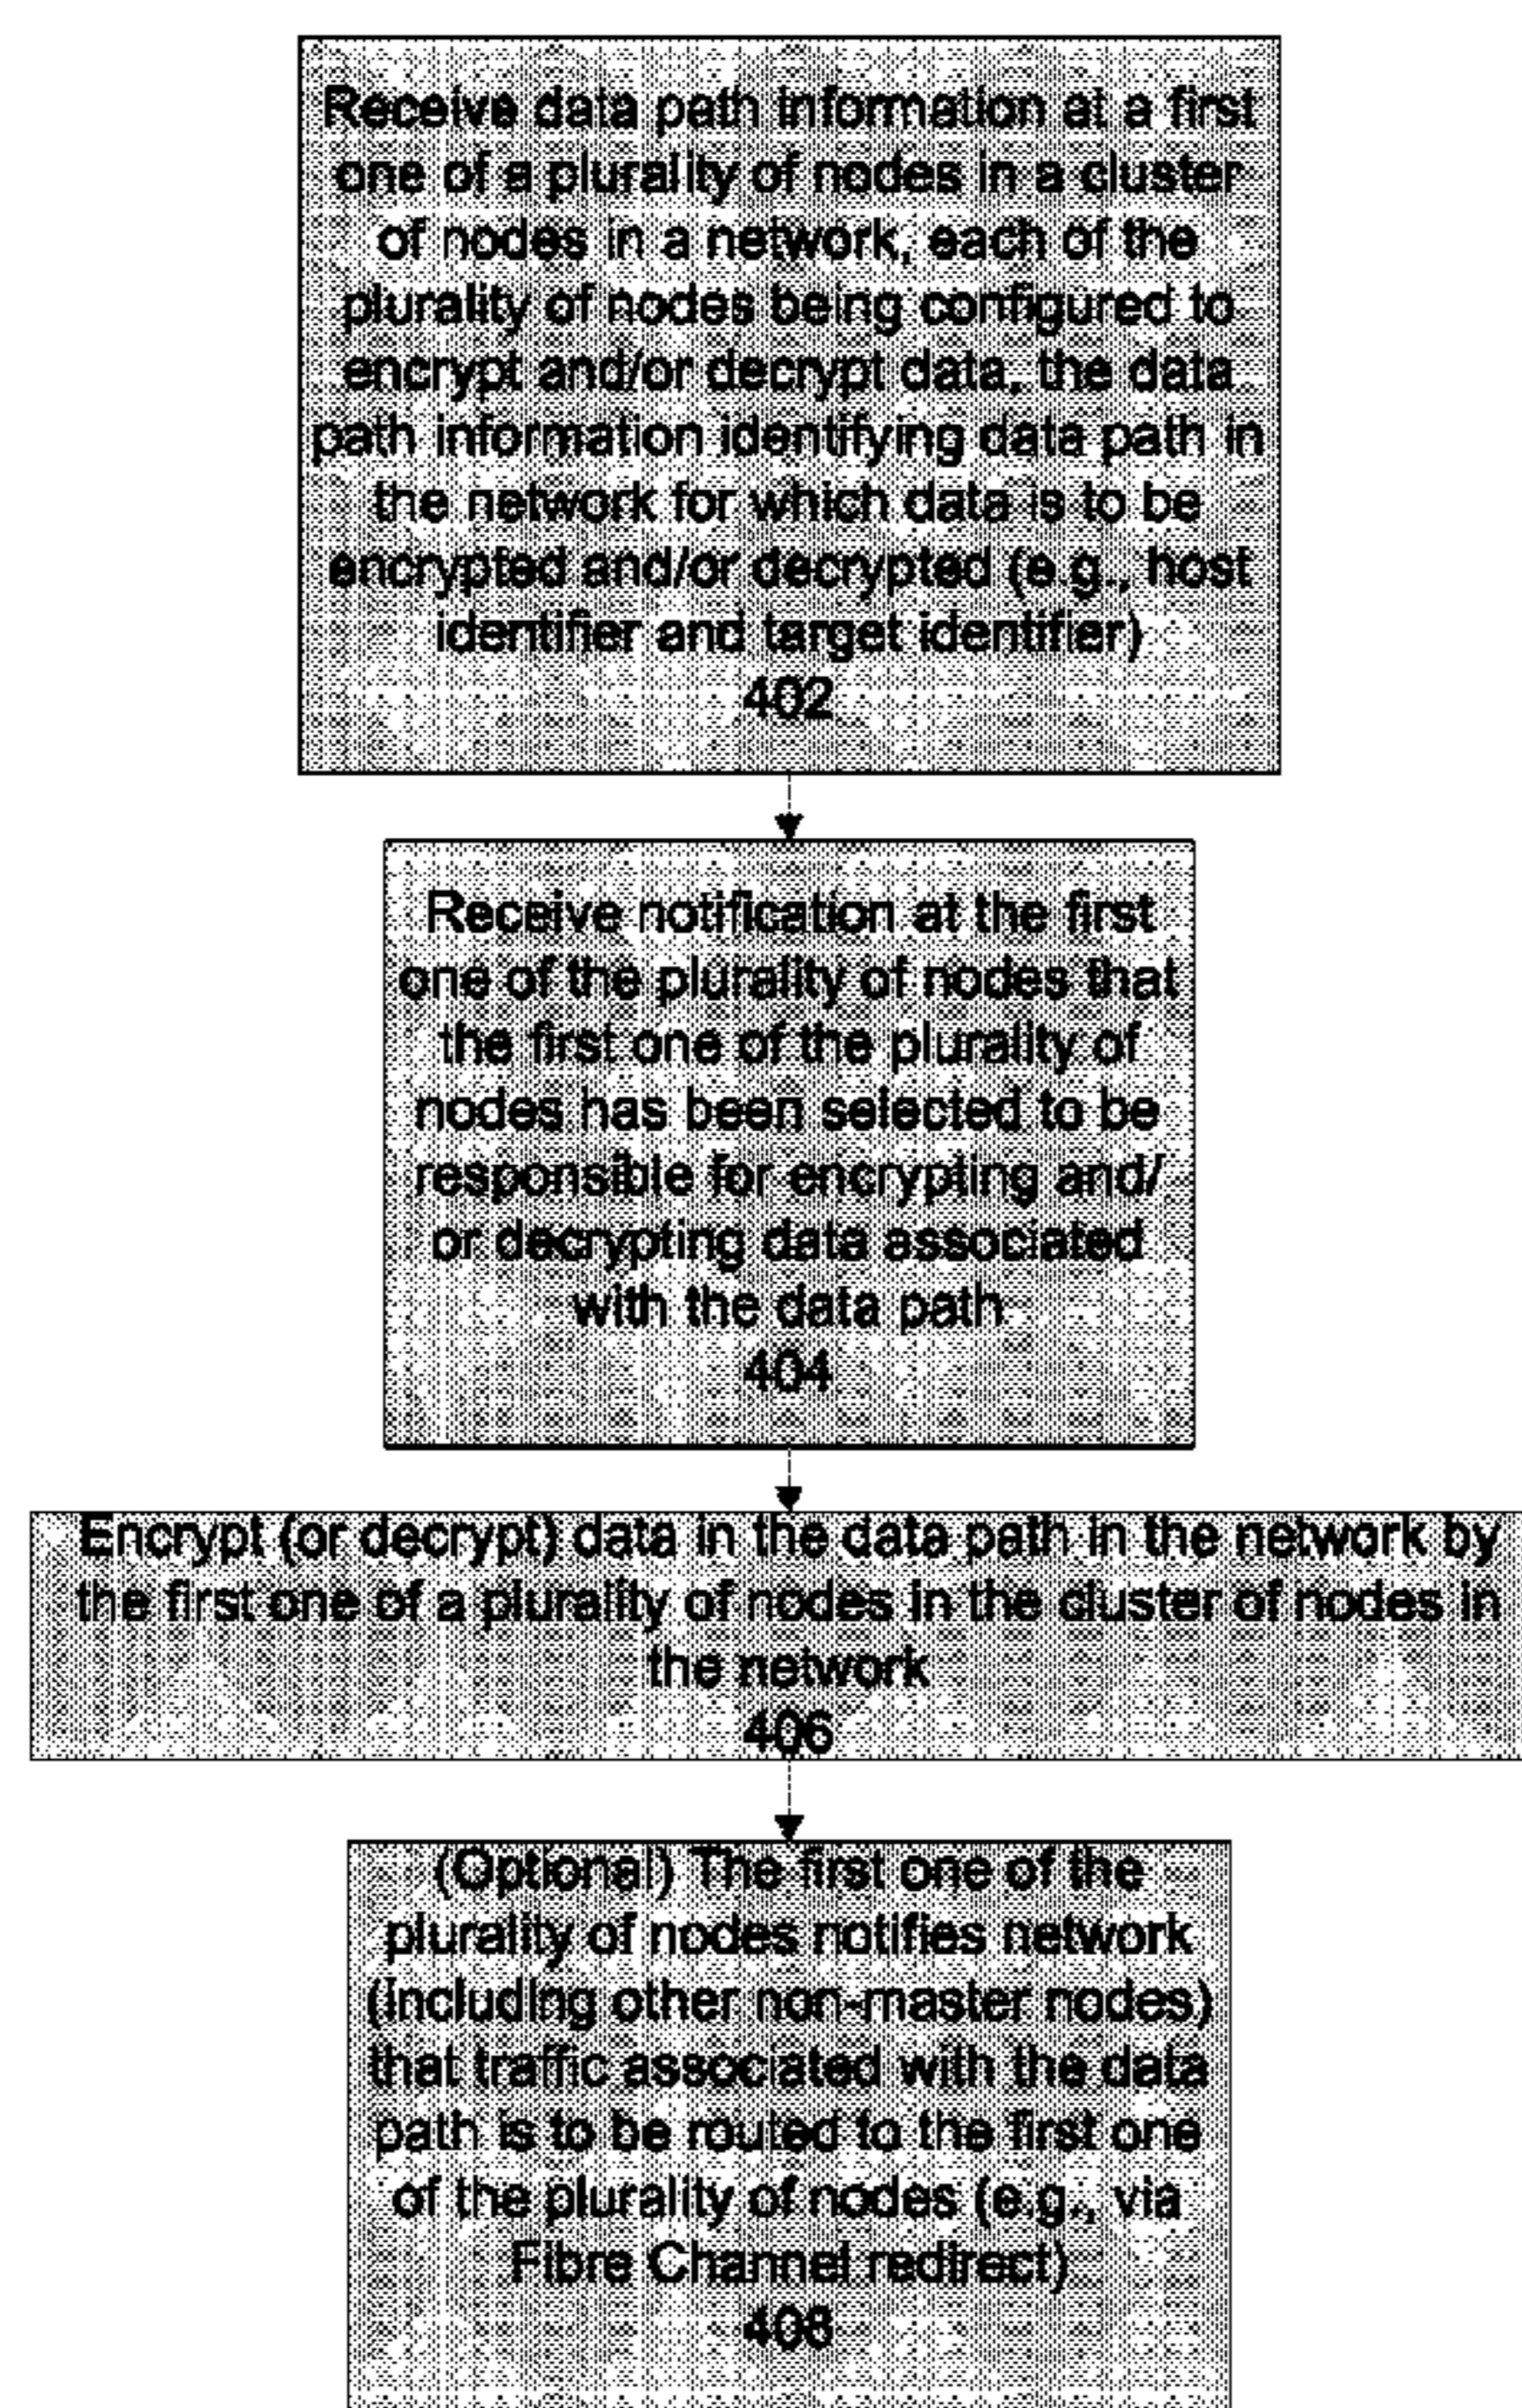 Receive data path information at a first
one of a plurality of nodes in a cluster
of nodes in a network, each of the
plurality of nodes being configured to
encrypt and/or decrypt data, the data
path information identifying data path in
the network for which data is to be
encrypted and/or decrypted (e.g., host
identifier and target identifier)
402
Receive notification at the first
one of the plurality of nodes that
the first one of the plurality of
nodes has been selected to be
responsible for encrypting and/
or decrypting data associated
with the data path
404
Encrypt (or decrypt) data in the data path in the network by
the first one of a plurality of nodes in the cluster of nodes in
the network
406
(Optional) The first one of the
plurality of nodes notifies network
(including other non-master nodes)
that traffic associated with the data
path is to be routed to the first one
of the plurality of nodes (e.g., via
Fibre Channel redirect)
408